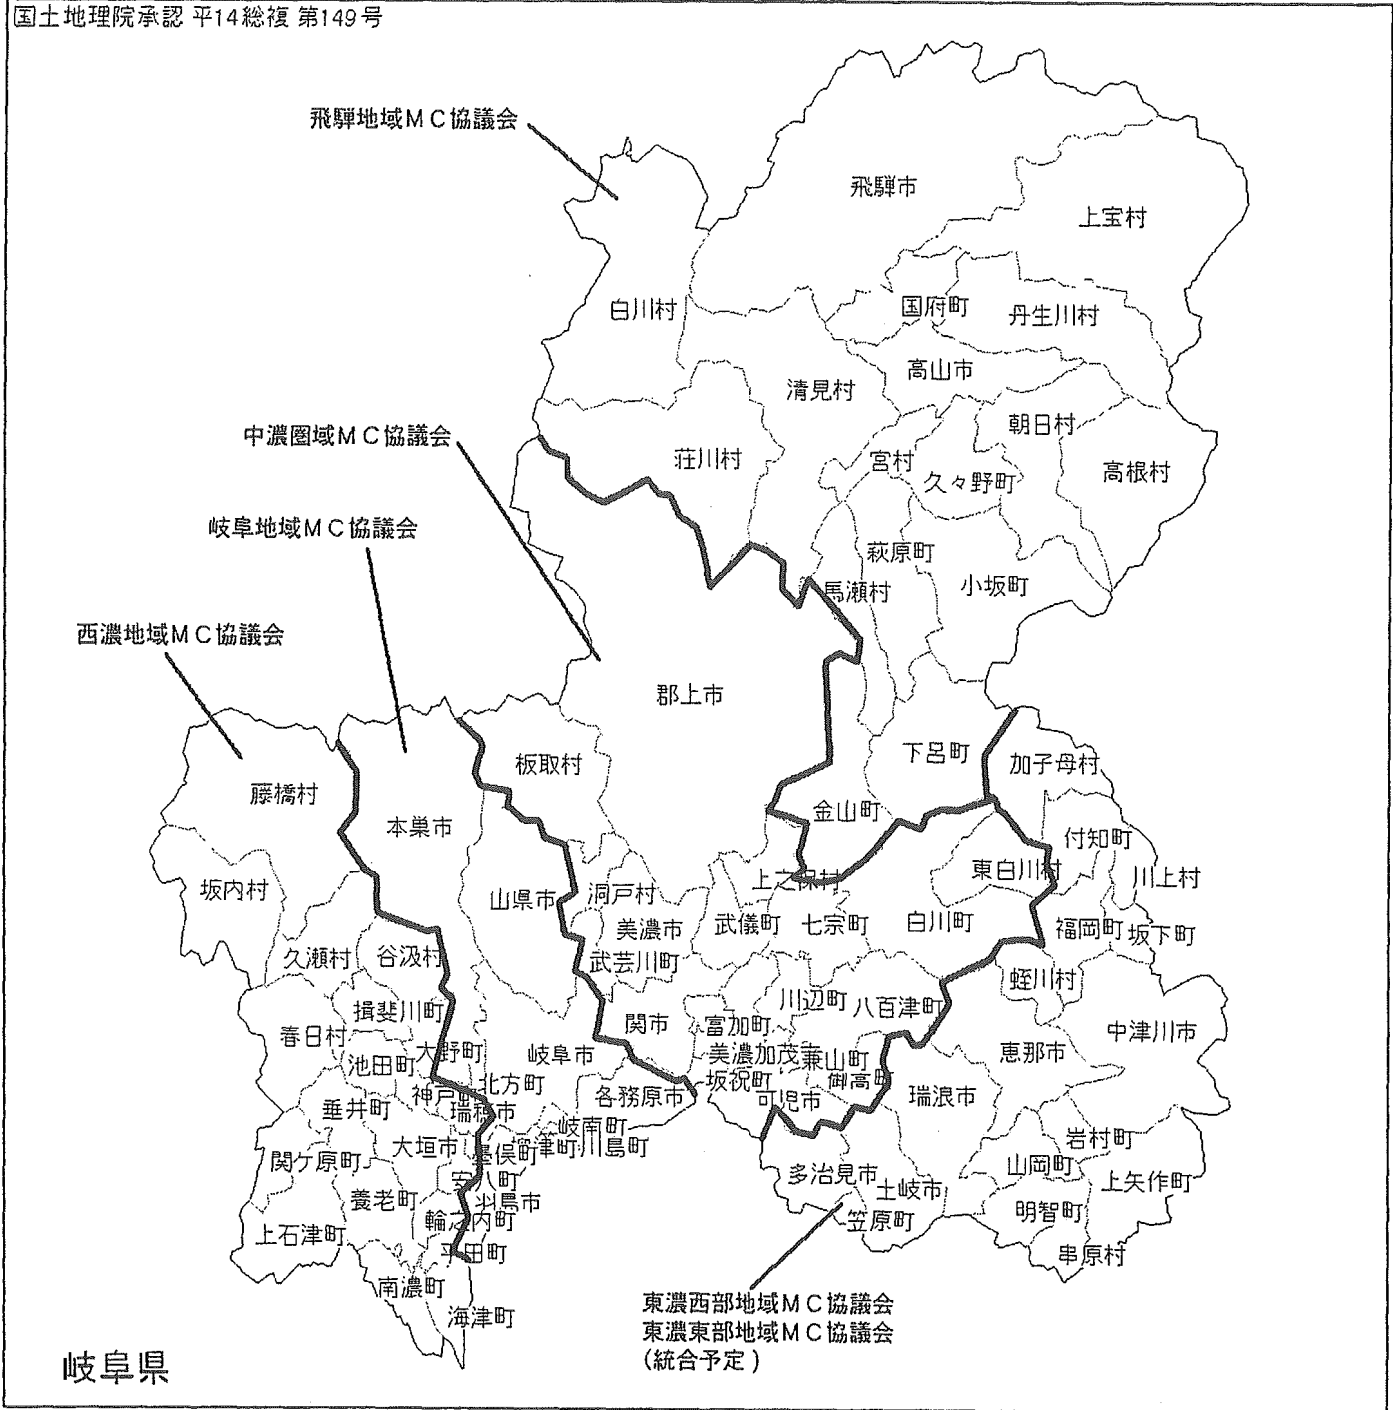 国土地理院承認 平14総複 第149号
飛騨地域MC協議会
飛騨市
上宝村
白川村
国府町
丹生川村
高山市
清見村
朝日村
中濃圏域MC協議会
荘川村
宮村
久々野町
高根村
岐阜地域MC協議会
萩原町
馬瀬村
小坂町
西濃地域MC協議会
郡上市
板取村
下呂町
加子母村
藤橋村
本巣市
金山町
付知町
坂内村
山県市
洞戸村
上之保村
東白川村
川上村
美濃市
武儀町
七宗町
白川町
福岡町
坂下町
久瀬村
谷汲村
武芸川町
蛭川村
揖斐川町
川辺町
八百津町
春日村
関市
富加町
中津川市
池田町
大野町
岐阜市
美濃加茂市
兼山町
恵那市
神戸町
北方町
各務原市
坂祝町
御嵩町
瑞浪市
垂井町
瑞穂市
可児市
大垣市
墨俣町
柳津町
岐南町
川島町
岩村町
関ケ原町
安八町
多治見市
山岡町
養老町
羽島市
土岐市
上矢作町
上石津町
輪之内町
笠原町
明智町
平田町
串原村
南濃町
海津町
東濃西部地域MC協議会
東濃東部地域MC協議会
(統合予定)
岐阜県